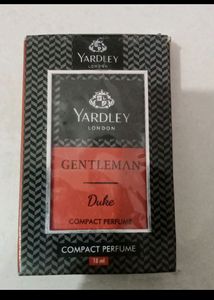 YARDLEY
LONDON
YARDLEY
LONDON
GENTLEMAN
Duke
COMPACT PERFUME
COMPACT PERFUME
18 ml